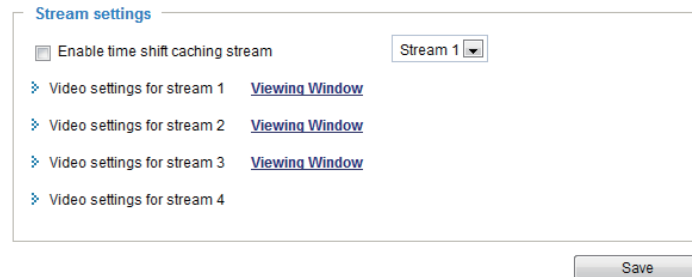 Stream settings
Enable time shift caching stream Stream 1
Video settings for stream 1 Viewing Window
Video settings for stream 2 Viewing Window
Video settings for stream 3 Viewing Window
Video settings for stream 4
Save